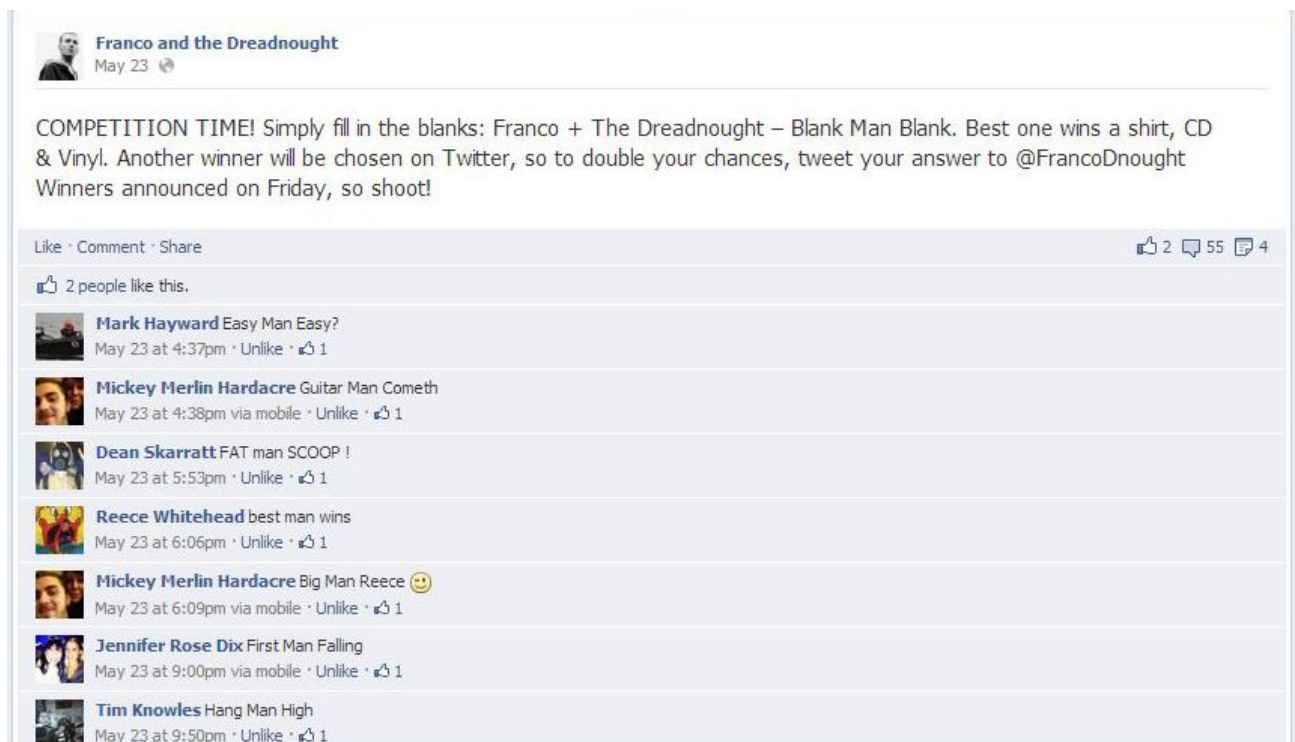 Franco and the Dreadnought
May 23
COMPETITION TIME! Simply fill in the blanks: Franco + The Dreadnought – Blank Man Blank. Best one wins a shirt, CD
& Vinyl. Another winner will be chosen on Twitter, so to double your chances, tweet your answer to @FrancoDnought
Winners announced on Friday, so shoot!
Like · Comment · Share 2 55 4
2 people like this.
Mark Hayward Easy Man Easy?
May 23 at 4:37pm · Unlike · 1
Mickey Merlin Hardacre Guitar Man Cometh
May 23 at 4:38pm via mobile · Unlike · 1
Dean Skarratt FAT man SCOOP !
May 23 at 5:53pm · Unlike · 1
Reece Whitehead best man wins
May 23 at 6:06pm · Unlike · 1
Mickey Merlin Hardacre Big Man Reece
May 23 at 6:09pm via mobile · Unlike · 1
Jennifer Rose Dix First Man Falling
May 23 at 9:00pm via mobile · Unlike · 1
Tim Knowles Hang Man High
May 23 at 9:50pm · Unlike · 1